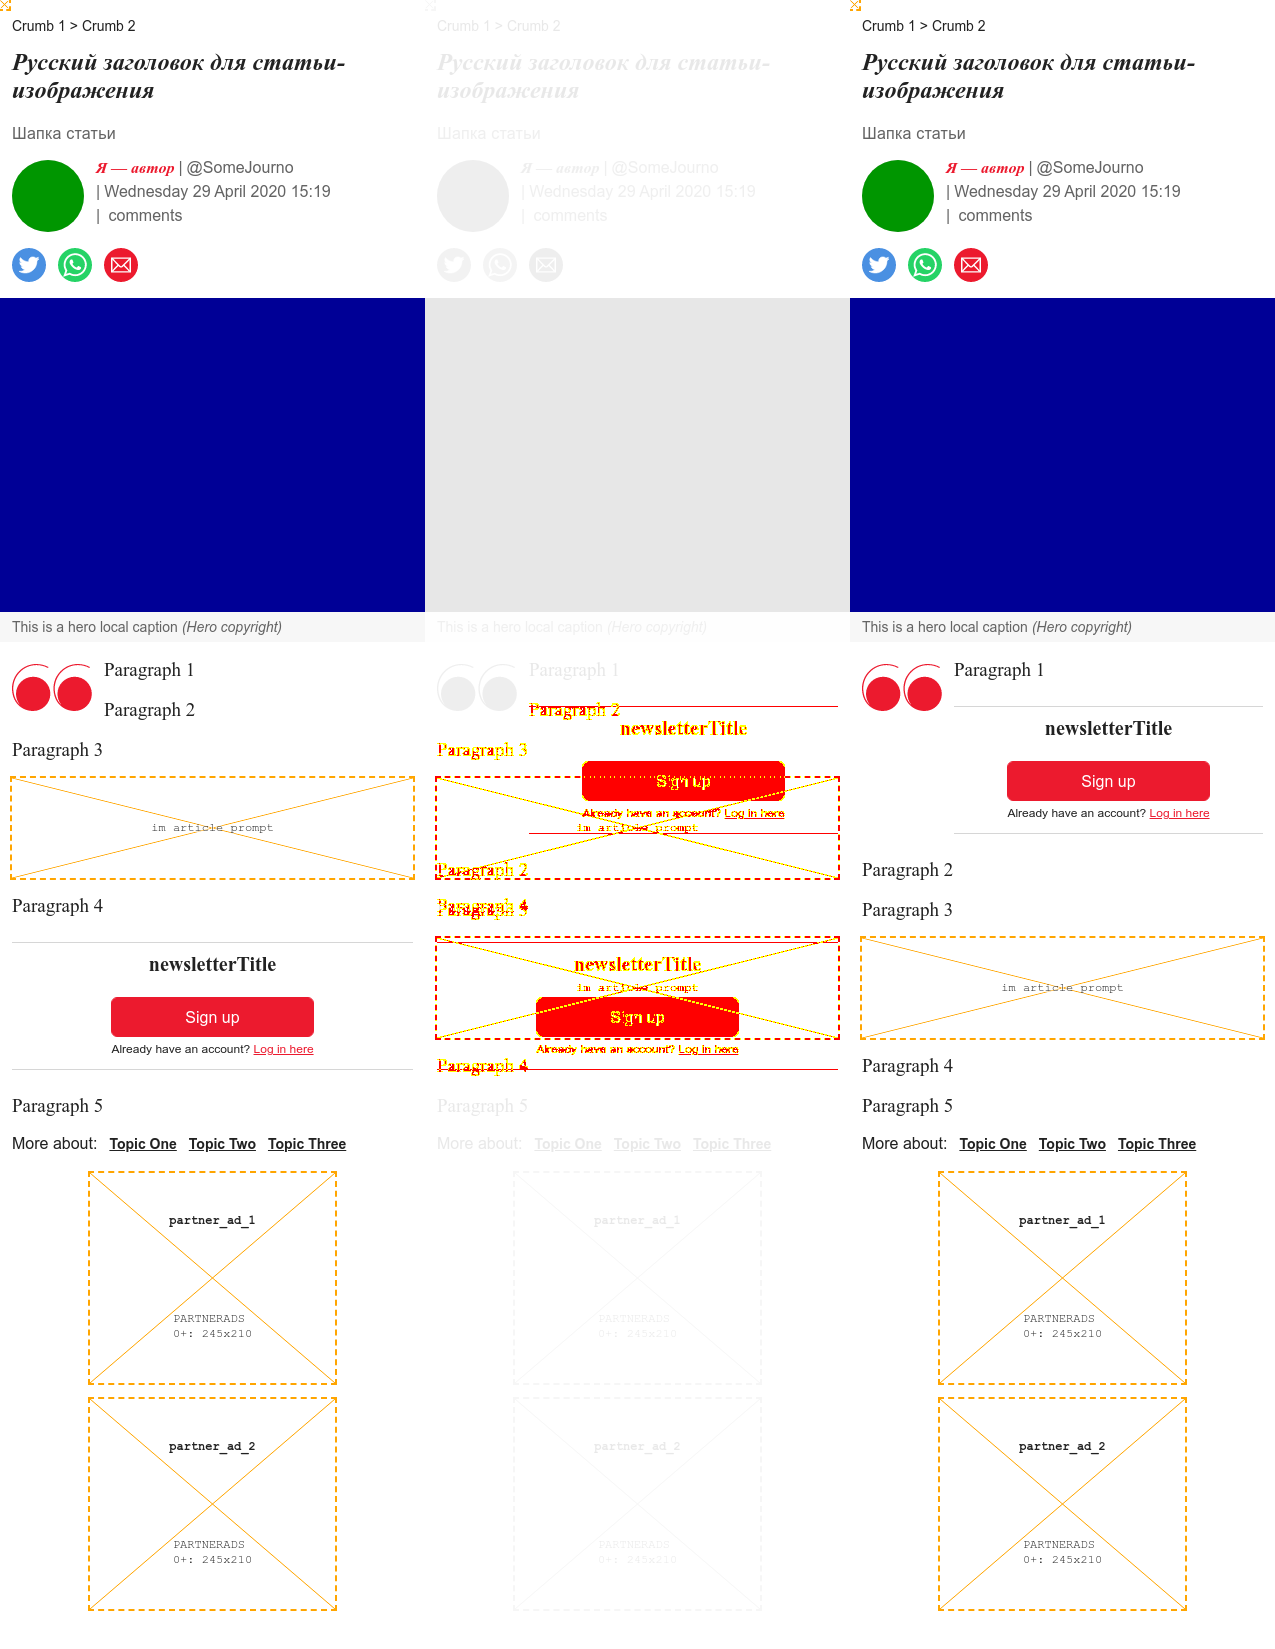 Crumb 1 > Crumb 2
Русский заголовок для статьи-
изображения
Шапка статьи
Я — автор | @SomeJourno
| Wednesday 29 April 2020 15:19
| comments
This is a hero local caption (Hero copyright)
Paragraph 1
Paragraph 2
Paragraph 3
im article prompt
Paragraph 4
newsletterTitle
Sign up
Already have an account? Log in here
Paragraph 5
More about: Topic One Topic Two Topic Three
partner_ad_1
PARTNERADS
0+: 245x210
partner_ad_2
PARTNERADS
0+: 245x210
Crumb 1 > Crumb 2
Русский заголовок для статьи-
изображения
Шапка статьи
Я — автор | @SomeJourno
| Wednesday 29 April 2020 15:19
| comments
This is a hero local caption (Hero copyright)
Paragraph 1
Paragraph 2
newsletterTitle
Paragraph 3
Sign up
Already have an account? Log in here
im article prompt
Paragraph 2
newsletterTitle
im article prompt
Sign up
Already have an account? Log in here
Paragraph 4
Paragraph 5
More about: Topic One Topic Two Topic Three
partner_ad_1
PARTNERADS
0+: 245x210
partner_ad_2
PARTNERADS
0+: 245x210
Crumb 1 > Crumb 2
Русский заголовок для статьи-
изображения
Шапка статьи
Я — автор | @SomeJourno
| Wednesday 29 April 2020 15:19
| comments
This is a hero local caption (Hero copyright)
Paragraph 1
newsletterTitle
Sign up
Already have an account? Log in here
Paragraph 2
Paragraph 3
im article prompt
Paragraph 4
Paragraph 5
More about: Topic One Topic Two Topic Three
partner_ad_1
PARTNERADS
0+: 245x210
partner_ad_2
PARTNERADS
0+: 245x210